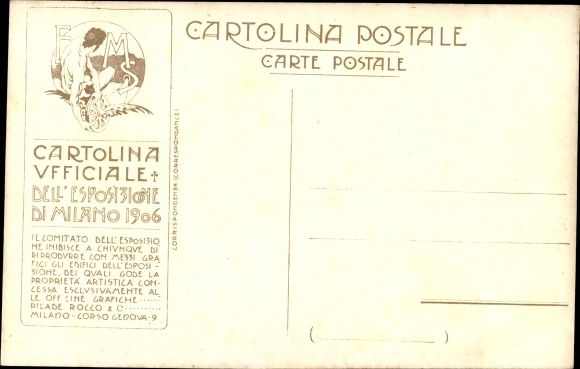 CARTOLINA POSTALE
CARTE POSTALE
F M S
CARTOLINA
VFFICIALE
DELL'ESPOSIZIONE
DI MILANO 1906
IL COMITATO DELL'ESPOSIZIO
NE INIBISCE A CHIVNQVE DI
RIPRODVRRE CON MEZZI GRA
FICI GLI EDIFICI DELL'ESPOSI-
ZIONE, DEI QVALI GODE LA
PROPRIETÀ ARTISTICA CON-
CESSA ESCLVSIVAMENTE AL
LE OFFICINE GRAFICHE ......
PILADE ROCCO & C ..........
MILANO - CORSO GENOVA - 9
CORRISPONDENZA (CORRESPONDANCE)